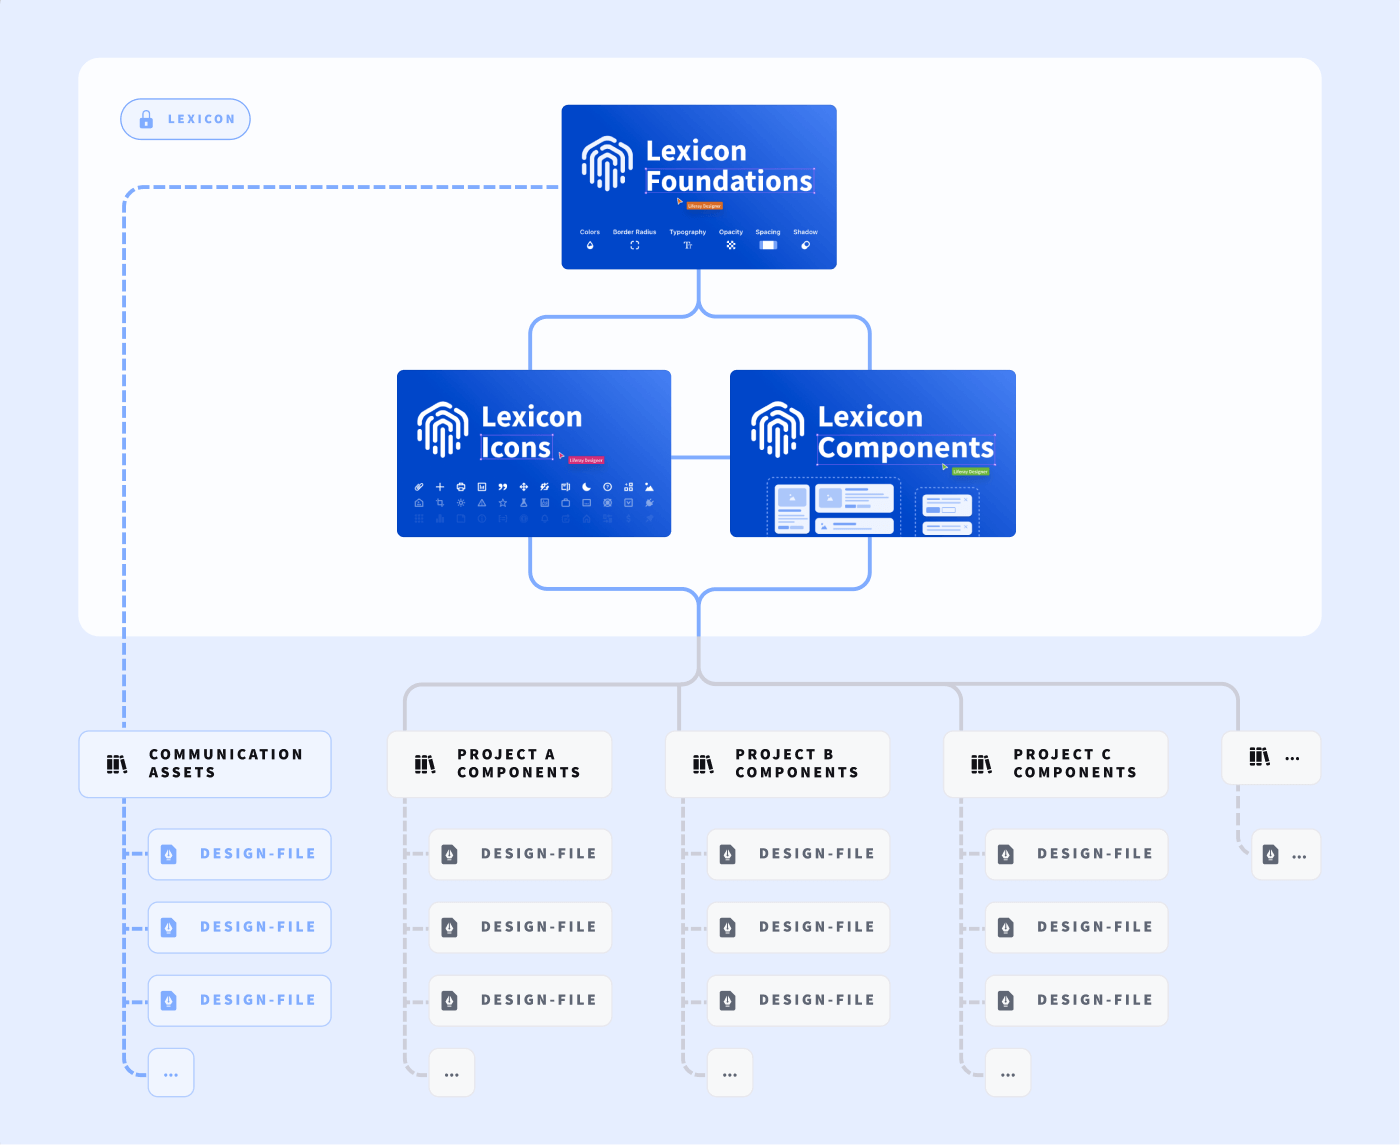 LEXICON
Lexicon
Foundations
Liferay Designer
Colors Border Radius Typography Opacity Spacing Shadow
Lexicon
Icons
Liferay Designer
Lexicon
Components
Liferay Designer
COMMUNICATION
ASSETS
PROJECT A
COMPONENTS
PROJECT B
COMPONENTS
PROJECT C
COMPONENTS
...
DESIGN-FILE
DESIGN-FILE
DESIGN-FILE
DESIGN-FILE
...
DESIGN-FILE
DESIGN-FILE
DESIGN-FILE
DESIGN-FILE
DESIGN-FILE
DESIGN-FILE
DESIGN-FILE
DESIGN-FILE
...
...
...
...